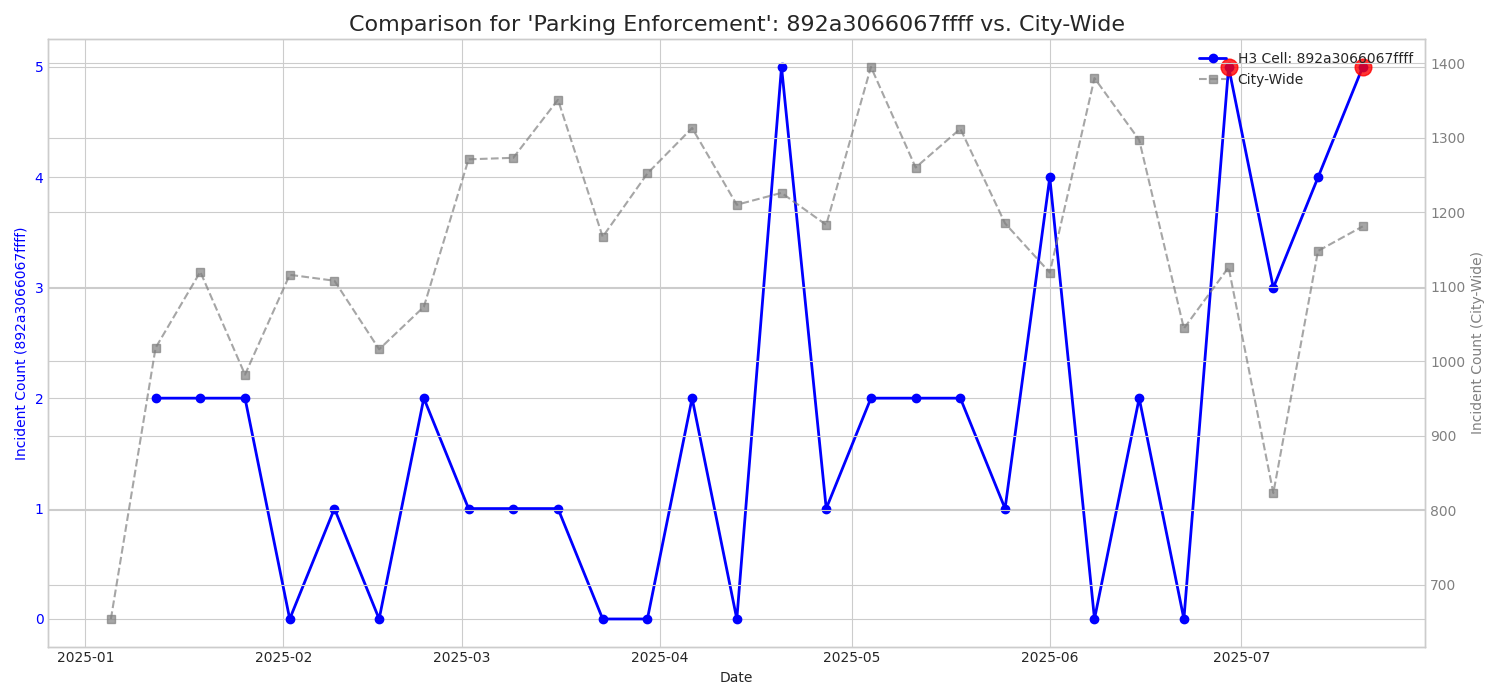 Comparison for 'Parking Enforcement': 892a3066067ffff vs. City-Wide
H3 Cell: 892a3066067ffff
City-Wide
Incident Count (892a3066067ffff)
5
4
3
2
1
0
Incident Count (City-Wide)
1400
1300
1200
1100
1000
900
800
700
2025-01 2025-02 2025-03 2025-04 2025-05 2025-06 2025-07
Date